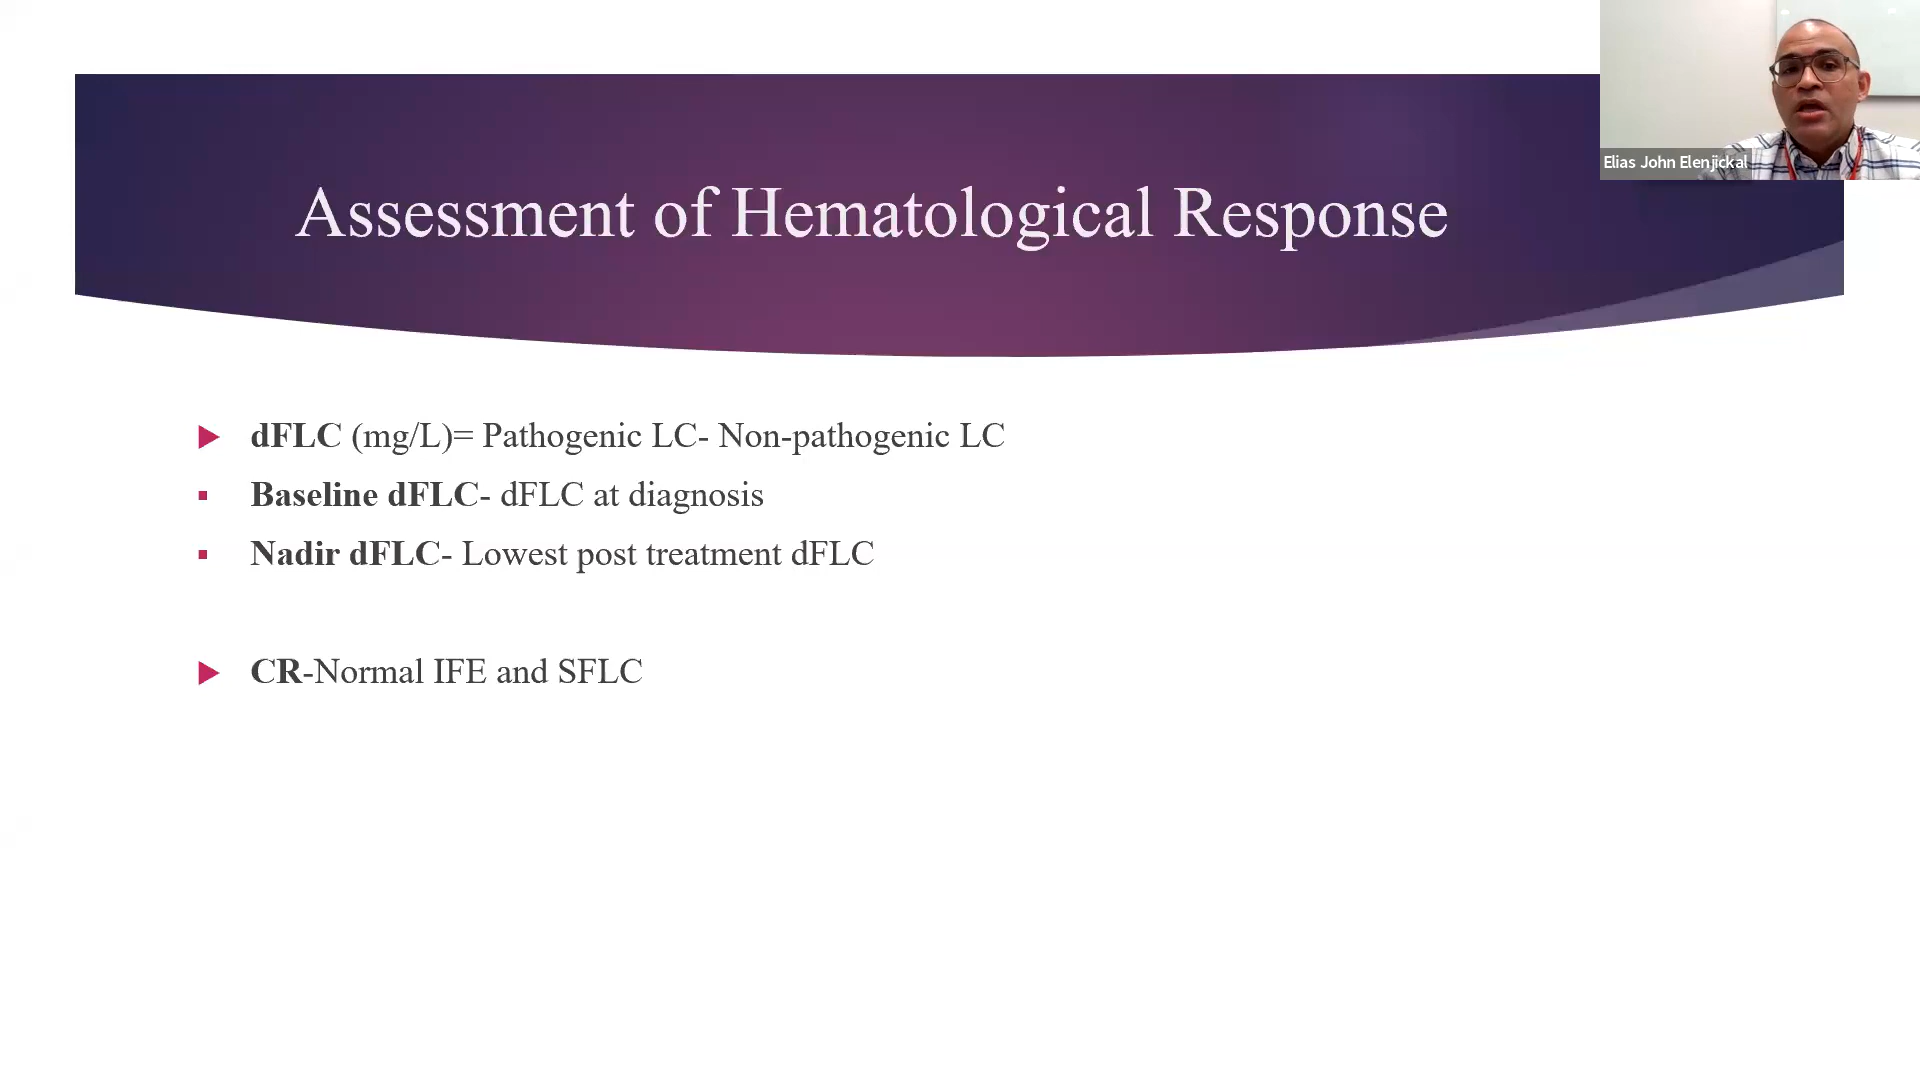 Elias John Elenjickal
Assessment of Hematological Response
dFLC (mg/L)= Pathogenic LC- Non-pathogenic LC
Baseline dFLC- dFLC at diagnosis
Nadir dFLC- Lowest post treatment dFLC
CR-Normal IFE and SFLC